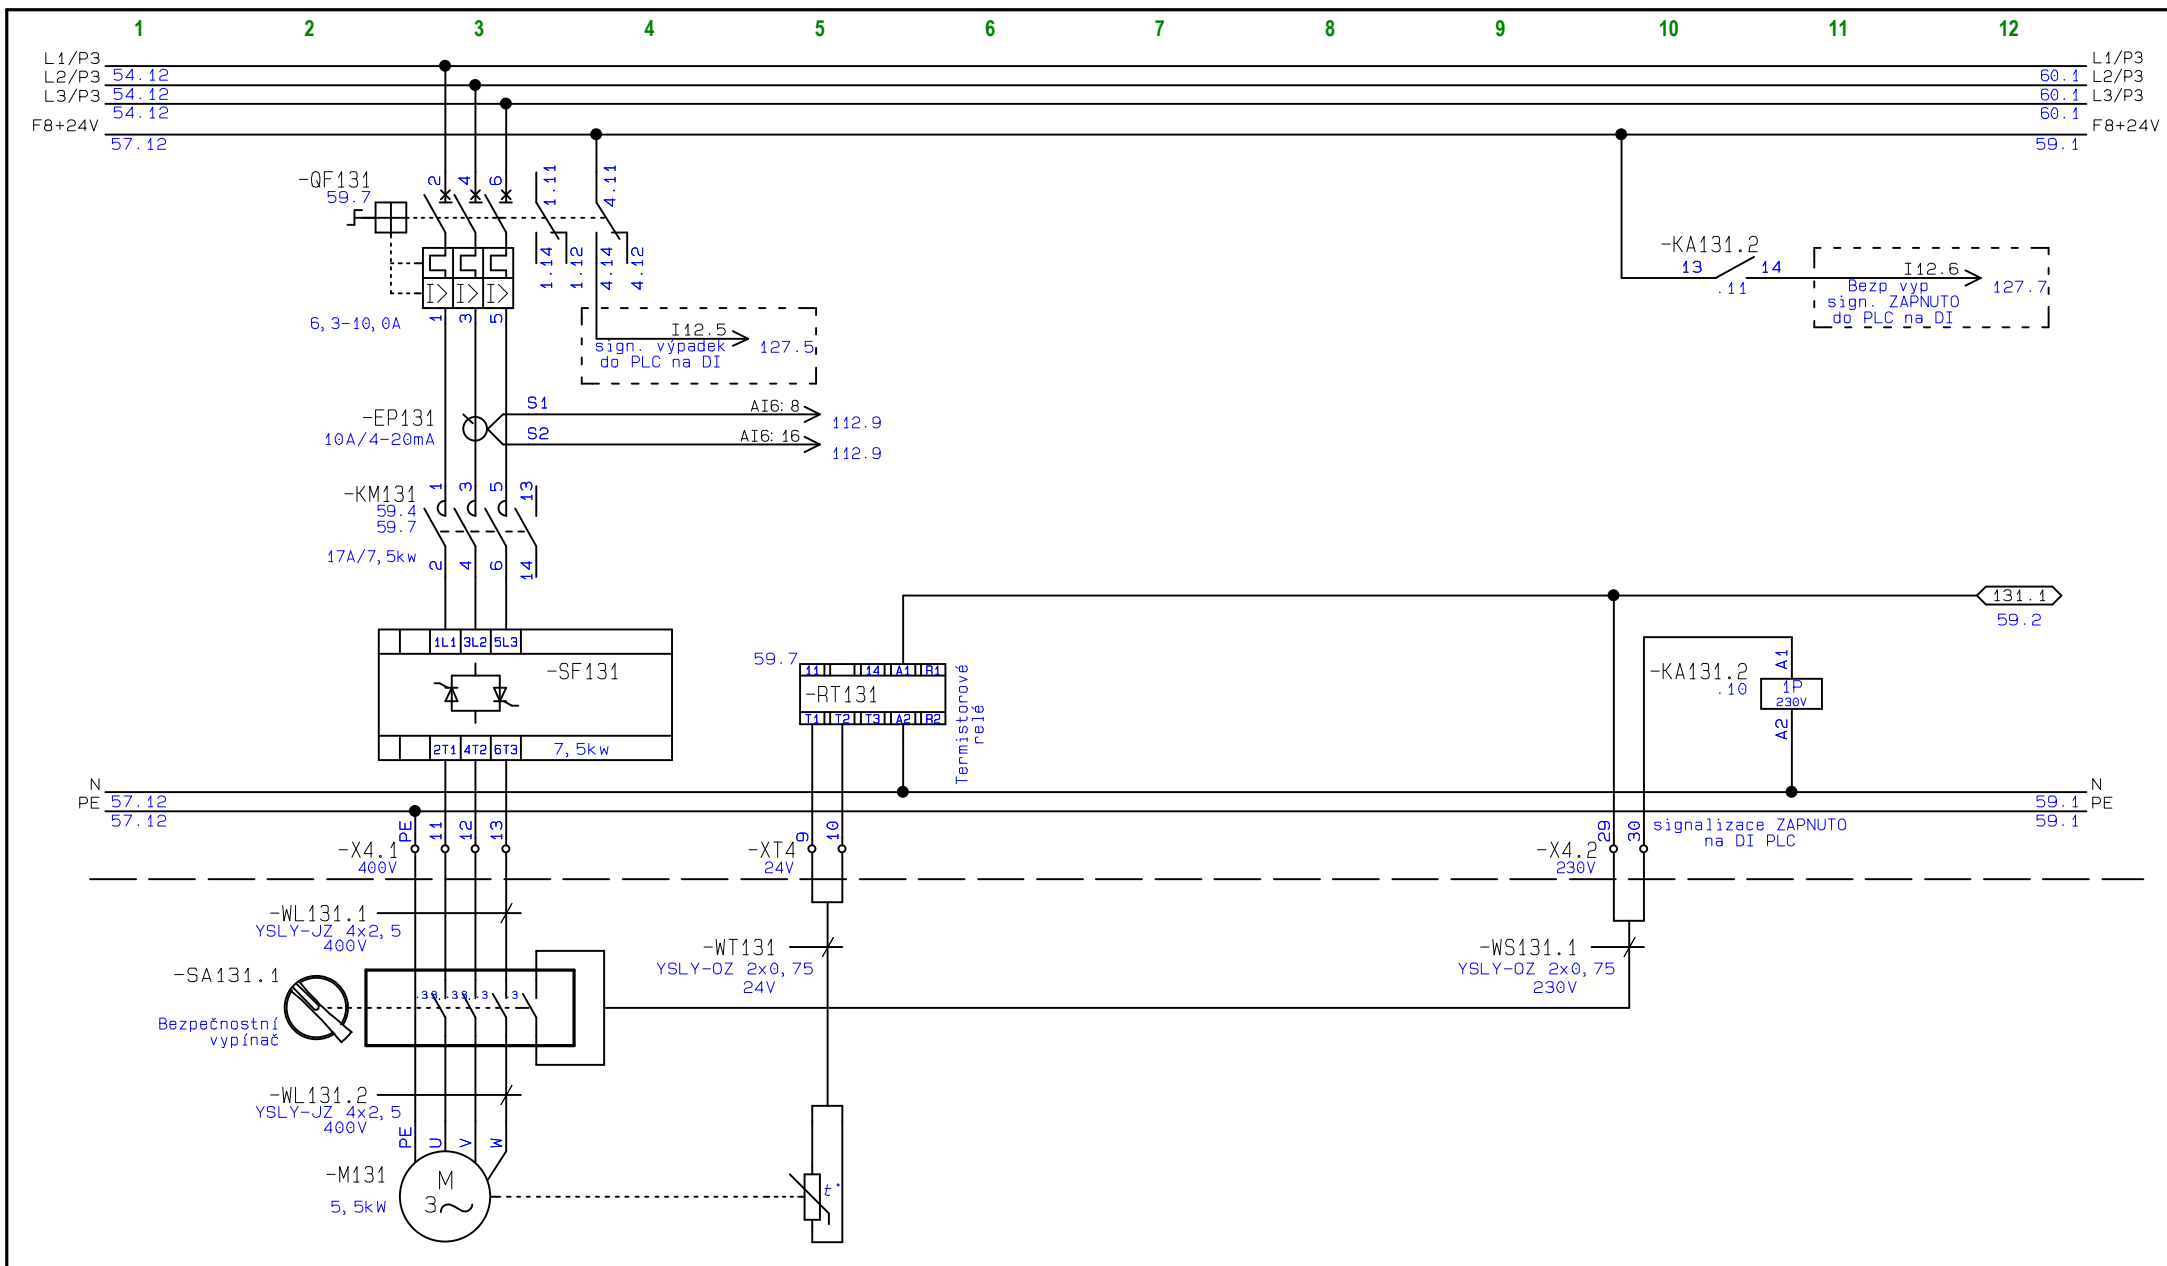 1 2 3 4 5 6 7 8 9 10 11 12
L1/P3
54.12
L2/P3
54.12
L3/P3
54.12
F8+24V
57.12
L1/P3
60.1
L2/P3
60.1
L3/P3
60.1
F8+24V
59.1
-QF131
59.7
2 4 6
1.11
4.11
1.14
1.12
4.14
4.12
I> I> I>
6,3-10,0A
1 3 5
I12.5
sign. výpadek
do PLC na DI
127.5
-KA131.2
13 14
.11
I12.6
Bezp vyp
sign. ZAPNUTO
do PLC na DI
127.7
-EP131
10A/4-20mA
S1
S2
AI6:8
112.9
AI6:16
112.9
-KM131
59.4
59.7
17A/7,5kw
1 3 5 13
2 4 6 14
1L1 3L2 5L3
-SF131
2T1 4T2 6T3
7,5kw
59.7
11 14 A1 R1
-RT131
T1 T2 T3 A2 R2
Termistorové
relé
131.1
59.2
-KA131.2
.10
A1
1P
230V
A2
N
57.12
PE
57.12
N
59.1
PE
59.1
PE 11 12 13
-X4.1
400V
9 10
-XT4
24V
29 30
-X4.2
230V
signalizace ZAPNUTO
na DI PLC
-WL131.1
YSLY-JZ 4x2,5
400V
-WT131
YSLY-OZ 2x0,75
24V
-WS131.1
YSLY-OZ 2x0,75
230V
-SA131.1
Bezpečnostní
vypínač
-WL131.2
YSLY-JZ 4x2,5
400V
PE U V W
-M131
5,5kW
M
3~
t°